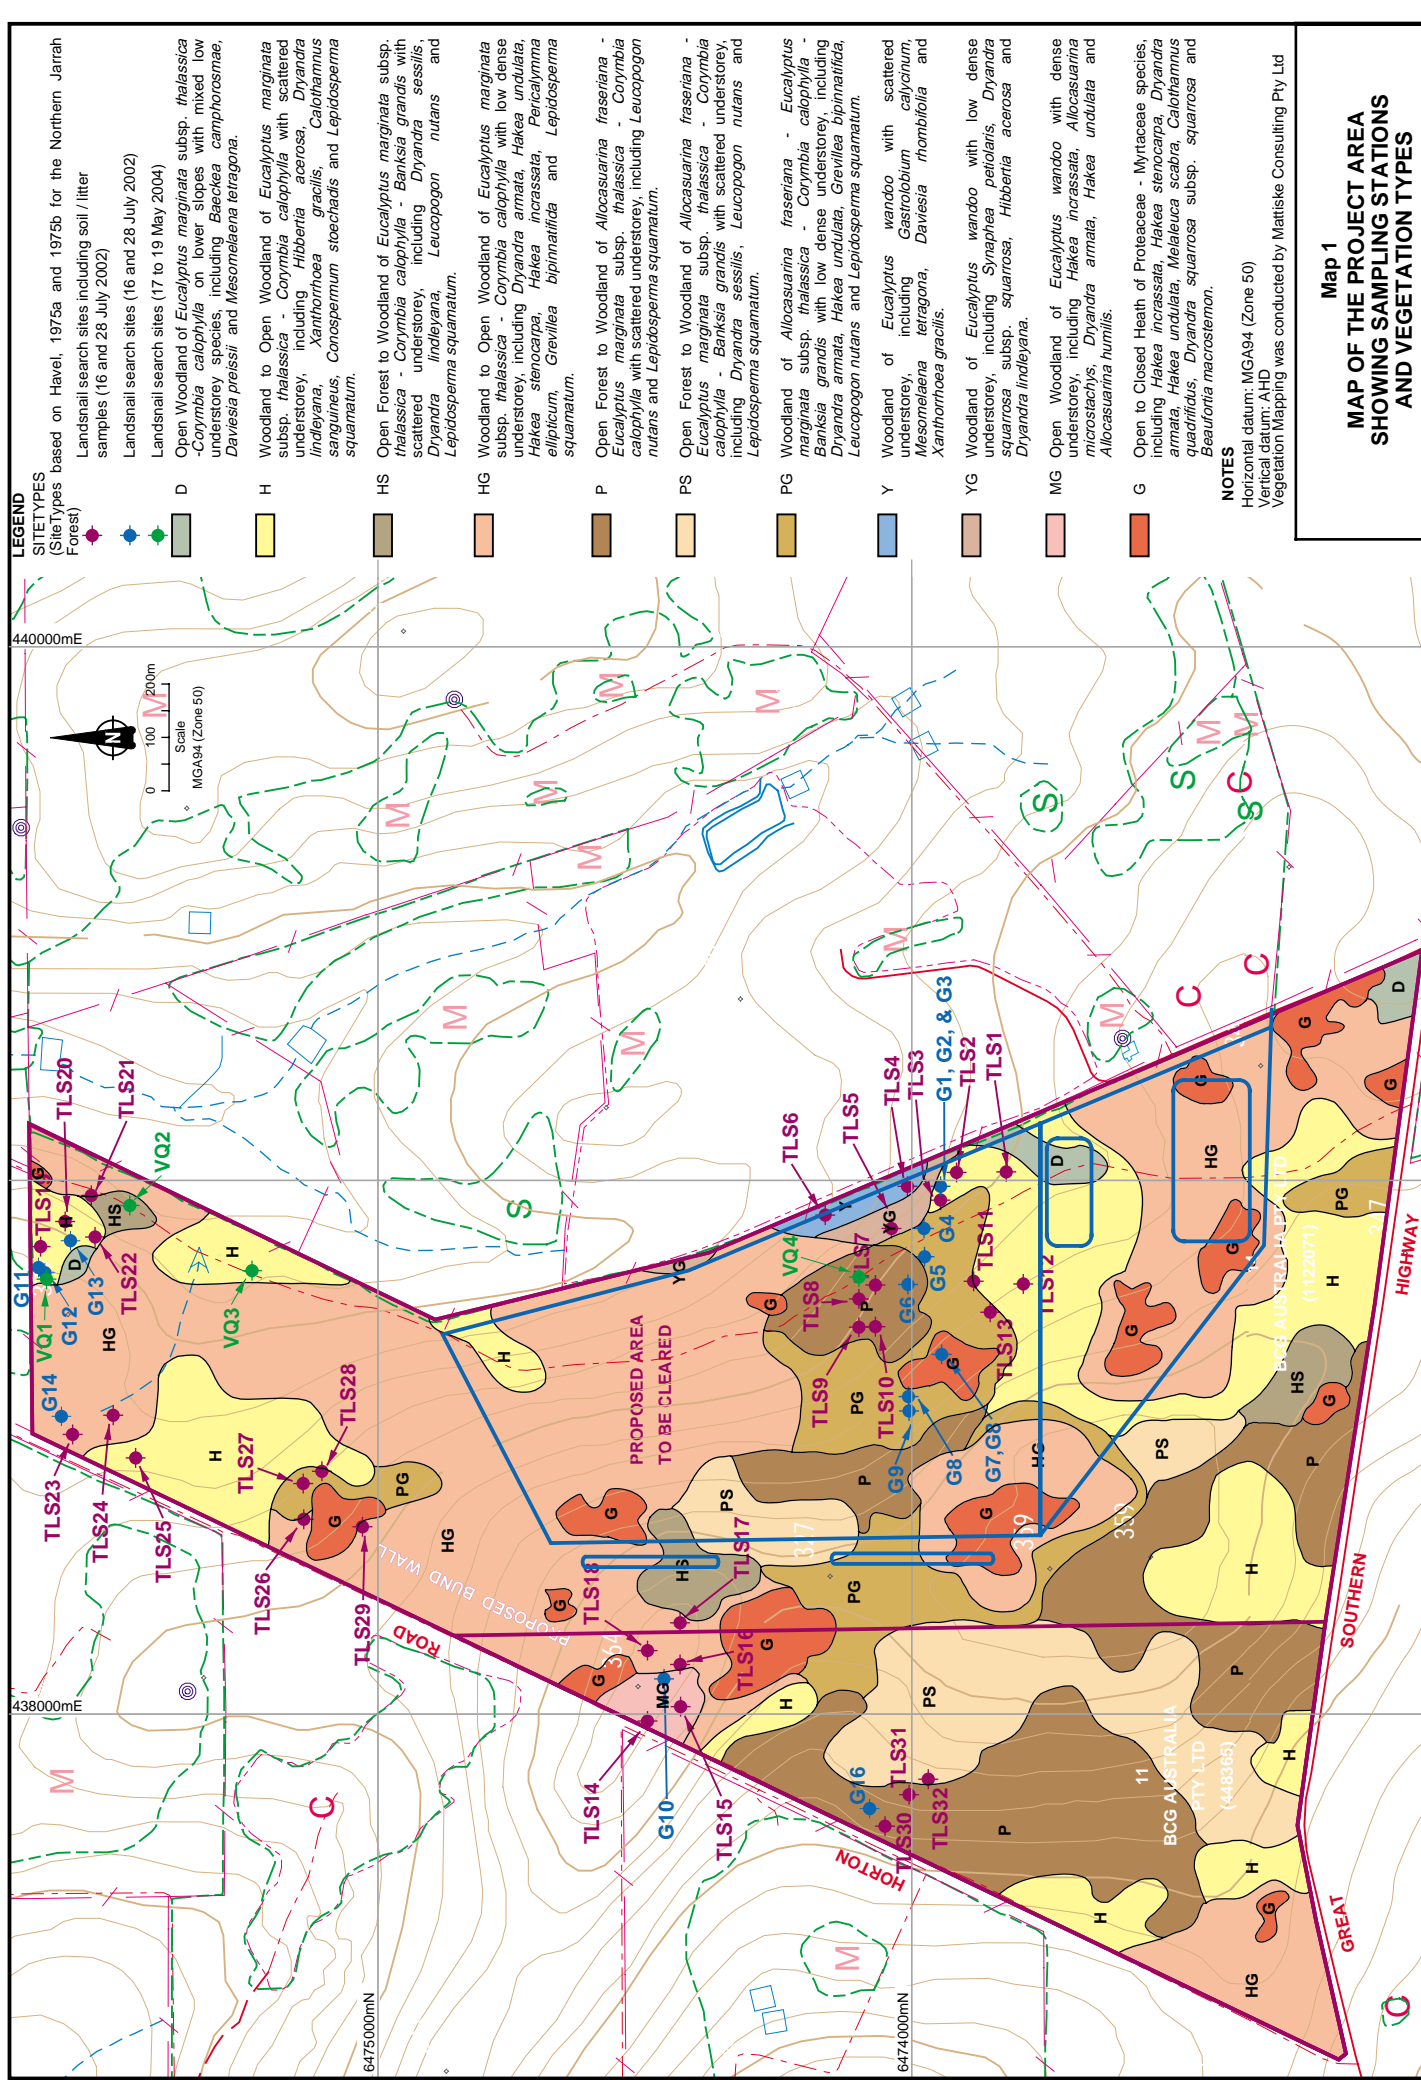 LEGEND
SITETYPES
(SiteTypes based on Havel, 1975a and 1975b for the Northern Jarrah
Forest)
Landsnail search sites including soil / litter
samples (16 and 28 July 2002)
Landsnail search sites (16 and 28 July 2002)
Landsnail search sites (17 to 19 May 2004)
D
Open Woodland of Eucalyptus marginata subsp. thalassica
-Corymbia calophylla on lower slopes with mixed low
understorey species, including Baeckea camphorosmae,
Daviesia preissii and Mesomelaena tetragona.
H
Woodland to Open Woodland of Eucalyptus marginata
subsp. thalassica - Corymbia calophylla with scattered
understorey, including Hibbertia acerosa, Dryandra
lindleyana, Xanthorrhoea gracilis, Calothamnus
sanguineus, Conospermum stoechadis and Lepidosperma
squamatum.
HS
Open Forest to Woodland of Eucalyptus marginata subsp.
thalassica - Corymbia calophylla - Banksia grandis with
scattered understorey, including Dryandra sessilis,
Dryandra lindleyana, Leucopogon nutans and
Lepidosperma squamatum.
HG
Woodland to Open Woodland of Eucalyptus marginata
subsp. thalassica - Corymbia calophylla with low dense
understorey, including Dryandra armata, Hakea undulata,
Hakea stenocarpa, Hakea incrassata, Pericalymma
ellipticum, Grevillea bipinnatifida and Lepidosperma
squamatum.
P
Open Forest to Woodland of Allocasuarina fraseriana -
Eucalyptus marginata subsp. thalassica - Corymbia
calophylla with scattered understorey, including Leucopogon
nutans and Lepidosperma squamatum.
PS
Open Forest to Woodland of Allocasuarina fraseriana -
Eucalyptus marginata subsp. thalassica - Corymbia
calophylla - Banksia grandis with scattered understorey,
including Dryandra sessilis, Leucopogon nutans and
Lepidosperma squamatum.
PG
Woodland of Allocasuarina fraseriana - Eucalyptus
marginata subsp. thalassica - Corymbia calophylla -
Banksia grandis with low dense understorey, including
Dryandra armata, Hakea undulata, Grevillea bipinnatifida,
Leucopogon nutans and Lepidosperma squamatum.
Y
Woodland of Eucalyptus wandoo with scattered
understorey, including Gastrolobium calycinum,
Mesomelaena tetragona, Daviesia rhombifolia and
Xanthorrhoea gracilis.
YG
Woodland of Eucalyptus wandoo with low dense
understorey, including Synaphea petiolaris, Dryandra
squarrosa subsp. squarrosa, Hibbertia acerosa and
Dryandra lindleyana.
MG
Open Woodland of Eucalyptus wandoo with dense
understorey, including Hakea incrassata, Allocasuarina
microstachys, Dryandra armata, Hakea undulata and
Allocasuarina humilis.
G
Open to Closed Heath of Proteaceae - Myrtaceae species,
including Hakea incrassata, Hakea stenocarpa, Dryandra
armata, Hakea undulata, Melaleuca scabra, Calothamnus
quadrifidus, Dryandra squarrosa subsp. squarrosa and
Beaufortia macrostemon.
NOTES
Horizontal datum: MGA94 (Zone 50)
Vertical datum: AHD
Vegetation Mapping was conducted by Mattiske Consulting Pty Ltd
Map 1
MAP OF THE PROJECT AREA
SHOWING SAMPLING STATIONS
AND VEGETATION TYPES
440000mE
438000mE
6475000mN
6474000mN
N
0 100 200m
Scale
MGA94 (Zone 50)
TLS20
TLS21
VQ2
G11
VQ1
G12
G13
TLS22
VQ3
G14
TLS23
TLS24
TLS25
TLS26
TLS27
TLS28
TLS29
PROPOSED BUND WALL
PROPOSED AREA
TO BE CLEARED
TLS6
TLS5
TLS4
TLS3
G1, G2, & G3
TLS2
TLS1
VQ4
TLS7
TLS8
TLS9
TLS10
TLS11
TLS12
TLS13
G4
G5
G6
G7,G8
G8
G9
TLS14
TLS15
TLS16
TLS17
TLS18
G10
G16
TLS30
TLS31
TLS32
364
327
359
359
347
BCG AUSTRALIA PTY LTD
(1122071)
11
BCG AUSTRALIA
PTY LTD
(448365)
HORTON
ROAD
GREAT
SOUTHERN
HIGHWAY